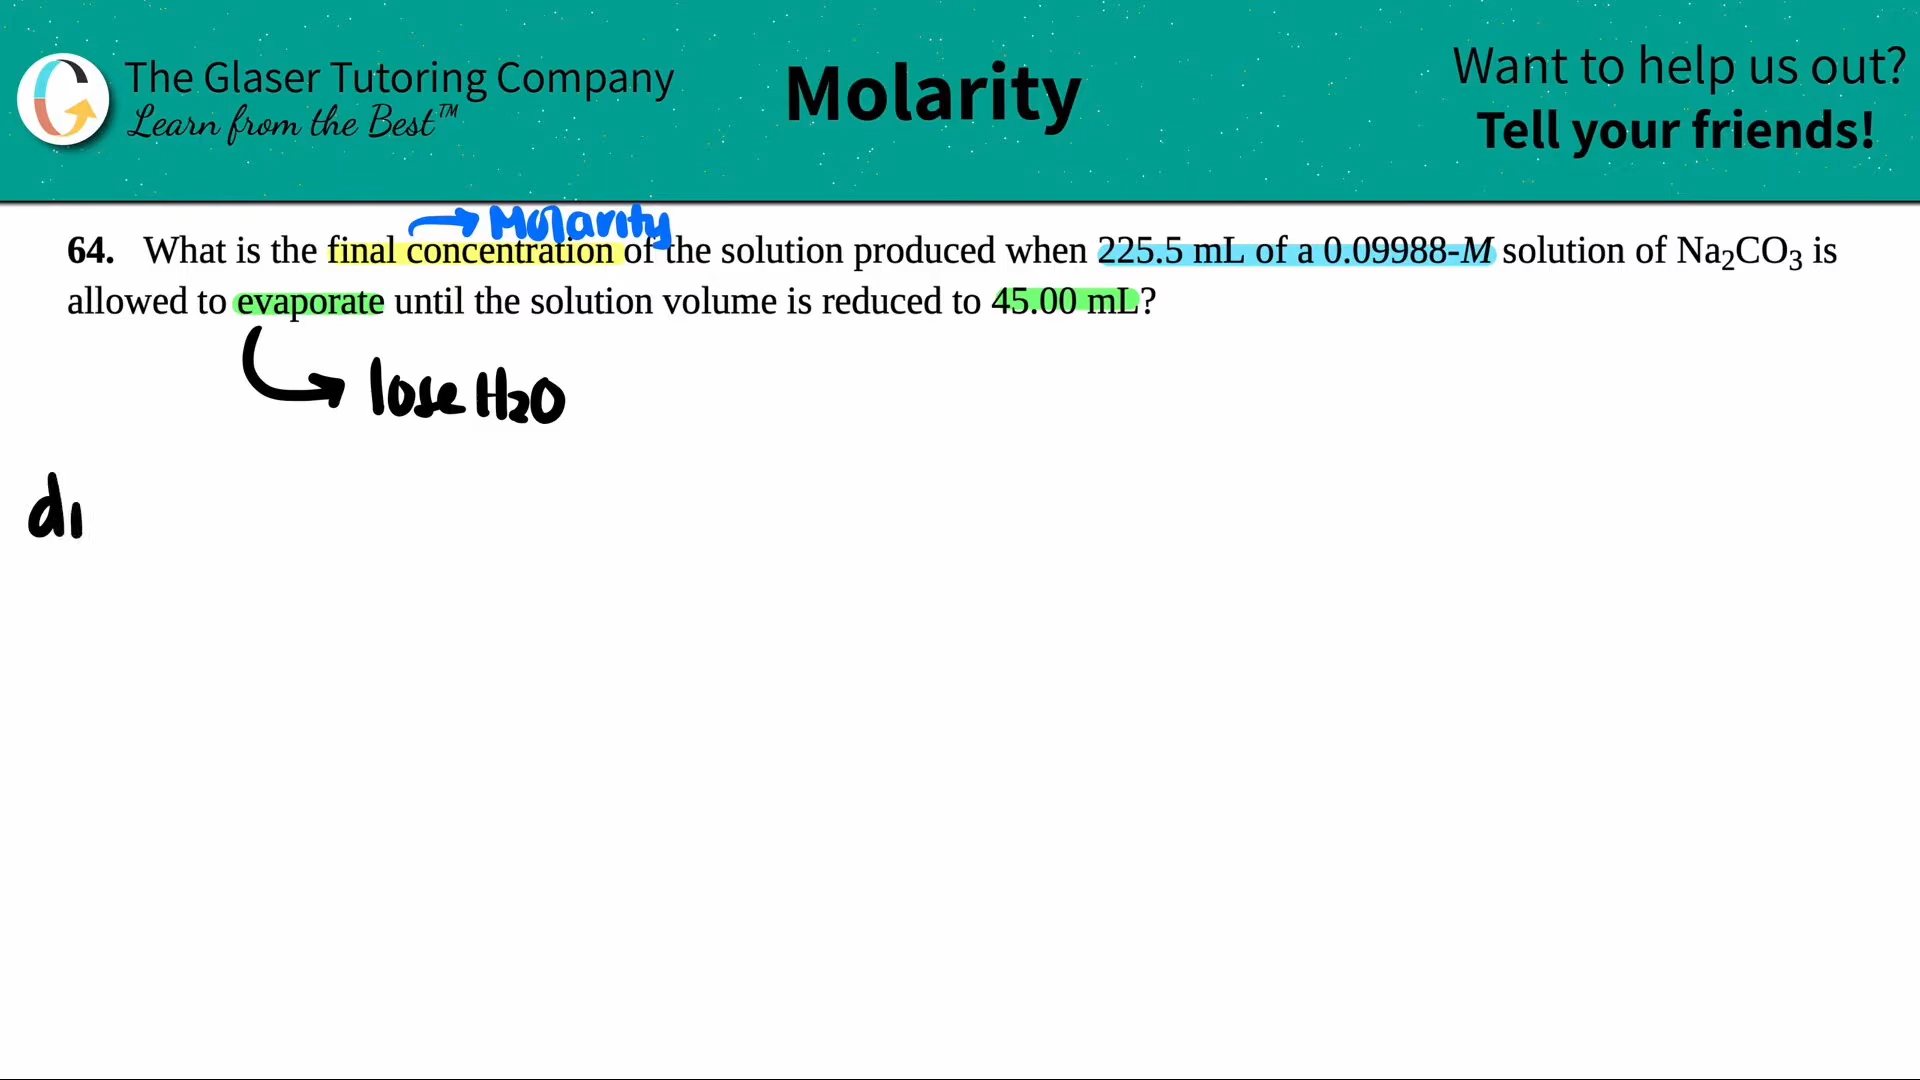 The Glaser Tutoring Company
Learn from the Best™
Molarity
Want to help us out?
Tell your friends!
→ Molarity
64. What is the final concentration of the solution produced when 225.5 mL of a 0.09988-M solution of Na₂CO₃ is
allowed to evaporate until the solution volume is reduced to 45.00 mL?
lose H₂O
di